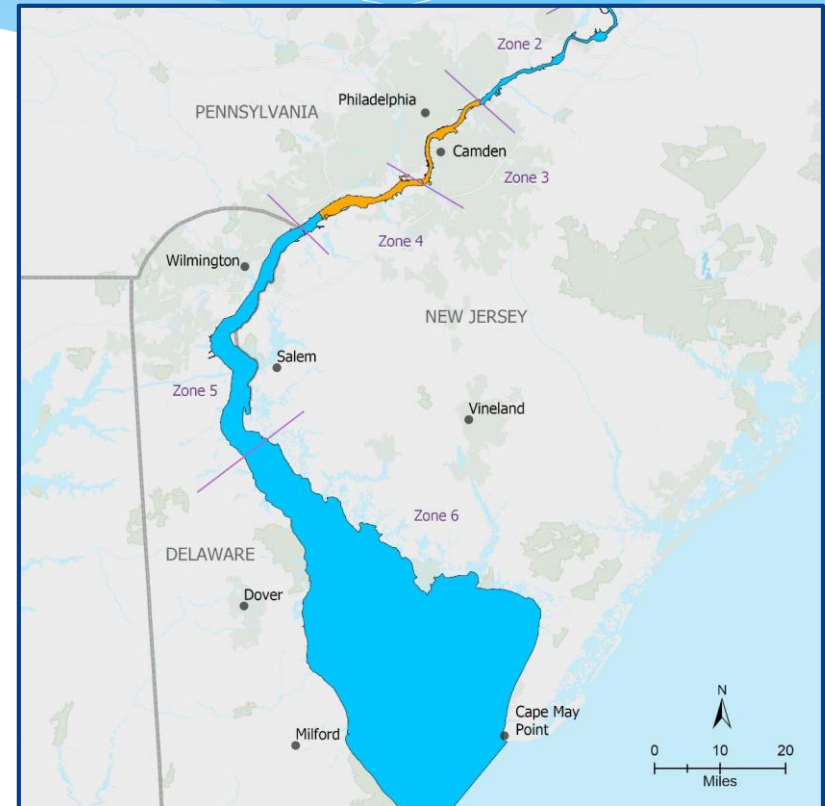 Zone 2
Philadelphia
PENNSYLVANIA
Camden
Zone 3
Zone 4
Wilmington
NEW JERSEY
Salem
Zone 5
Vineland
Zone 6
DELAWARE
Dover
N
Cape May
Point
Milford
0 10 20
Miles